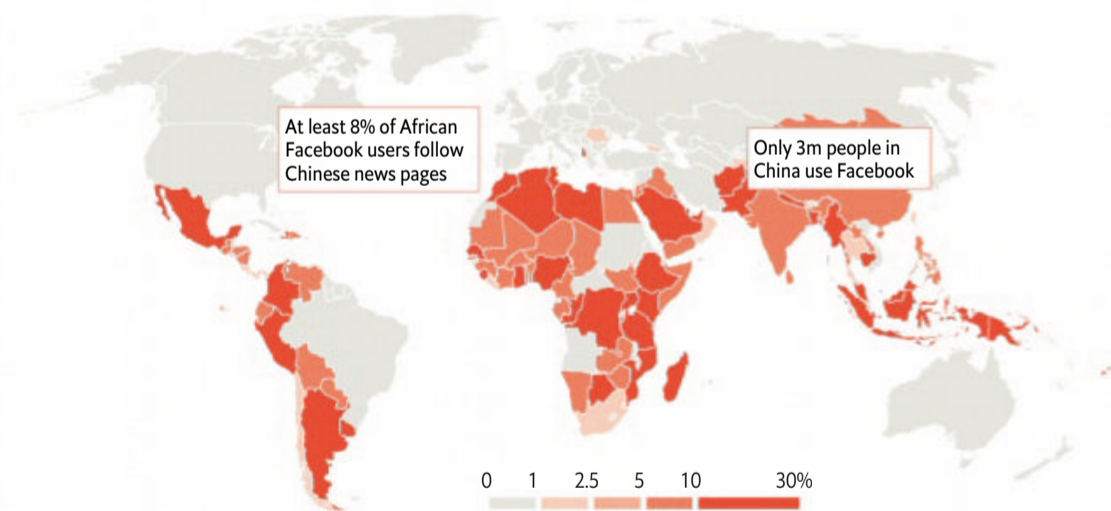 At least 8% of African
Facebook users follow
Chinese news pages
Only 3m people in
China use Facebook
0 1 2.5 5 10 30%